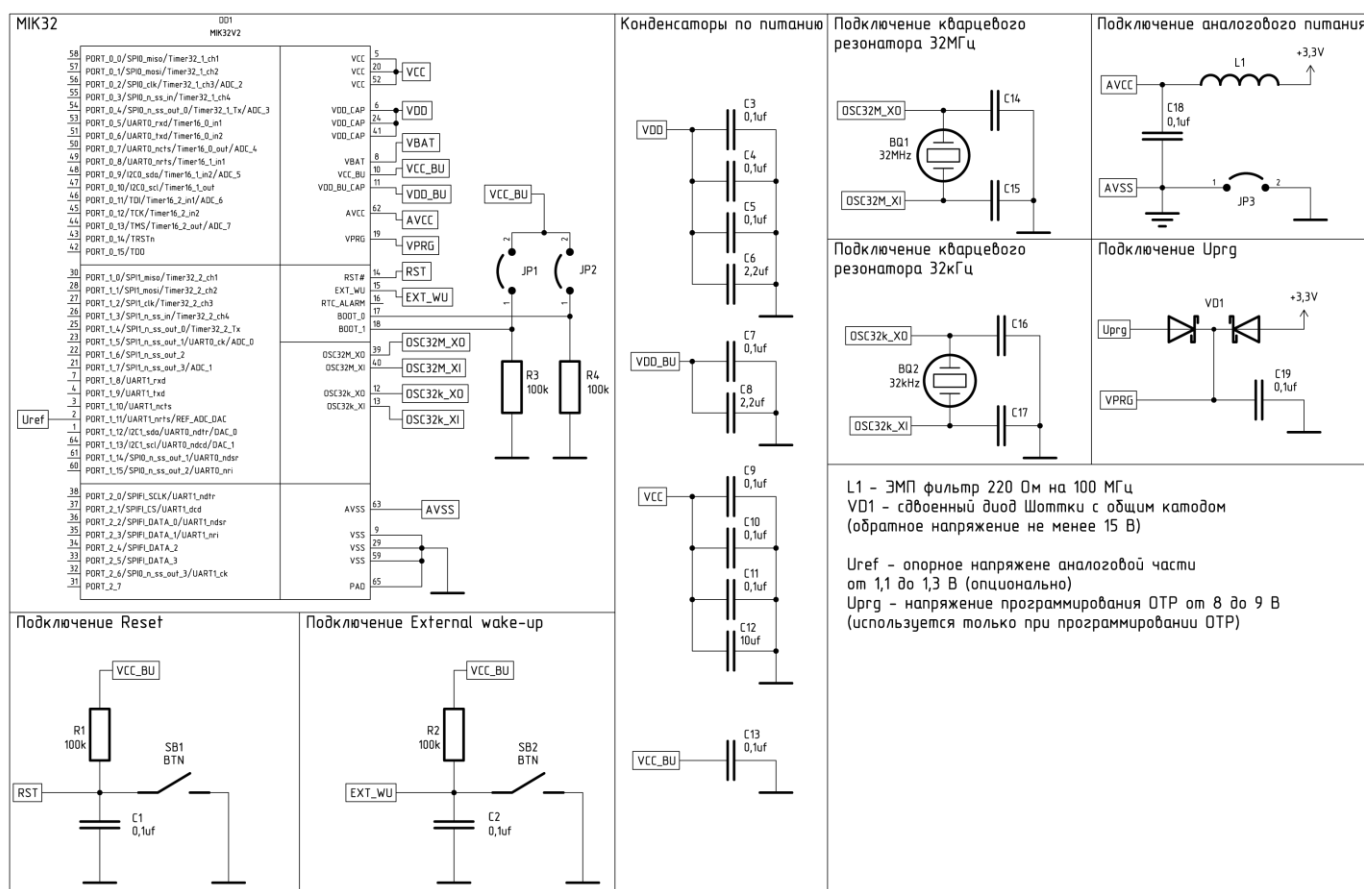 MIK32
DD1
MIK32V2
58 PORT_0_0/SPI0_miso/Timer32_1_ch1
57 PORT_0_1/SPI0_mosi/Timer32_1_ch2
56 PORT_0_2/SPI0_clk/Timer32_1_ch3/ADC_2
55 PORT_0_3/SPI0_n_ss_in/Timer32_1_ch4
54 PORT_0_4/SPI0_n_ss_out_0/Timer32_1_Tx/ADC_3
53 PORT_0_5/UART0_rxd/Timer16_0_in1
51 PORT_0_6/UART0_txd/Timer16_0_in2
50 PORT_0_7/UART0_ncts/Timer16_0_out/ADC_4
49 PORT_0_8/UART0_nrts/Timer16_1_in1
48 PORT_0_9/I2C0_sda/Timer16_1_in2/ADC_5
47 PORT_0_10/I2C0_scl/Timer16_1_out
46 PORT_0_11/TDI/Timer16_2_in1/ADC_6
45 PORT_0_12/TCK/Timer16_2_in2
44 PORT_0_13/TMS/Timer16_2_out/ADC_7
43 PORT_0_14/TRSTn
42 PORT_0_15/TDO
30 PORT_1_0/SPI1_miso/Timer32_2_ch1
28 PORT_1_1/SPI1_mosi/Timer32_2_ch2
27 PORT_1_2/SPI1_clk/Timer32_2_ch3
26 PORT_1_3/SPI1_n_ss_in/Timer32_2_ch4
25 PORT_1_4/SPI1_n_ss_out_0/Timer32_2_Tx
23 PORT_1_5/SPI1_n_ss_out_1/UART0_ck/ADC_0
22 PORT_1_6/SPI1_n_ss_out_2
21 PORT_1_7/SPI1_n_ss_out_3/ADC_1
7 PORT_1_8/UART1_rxd
4 PORT_1_9/UART1_txd
3 PORT_1_10/UART1_ncts
Uref 2 PORT_1_11/UART1_nrts/REF_ADC_DAC
1 PORT_1_12/I2C1_sda/UART0_ndtr/DAC_0
64 PORT_1_13/I2C1_scl/UART0_ndcd/DAC_1
61 PORT_1_14/SPI0_n_ss_out_1/UART0_ndsr
60 PORT_1_15/SPI0_n_ss_out_2/UART0_nri
38 PORT_2_0/SPIFI_SCLK/UART1_ndtr
37 PORT_2_1/SPIFI_CS/UART1_dcd
36 PORT_2_2/SPIFI_DATA_0/UART1_ndsr
35 PORT_2_3/SPIFI_DATA_1/UART1_nri
34 PORT_2_4/SPIFI_DATA_2
33 PORT_2_5/SPIFI_DATA_3
32 PORT_2_6/SPI0_n_ss_out_3/UART1_ck
31 PORT_2_7
VCC 5
VCC 20 VCC
VCC 52
VDD_CAP 6 VDD
VDD_CAP 24
VDD_CAP 41
VBAT 8 VBAT
VCC_BU 10 VCC_BU
VDD_BU_CAP 11 VDD_BU
AVCC 62 AVCC
VPRG 19 VPRG
RST# 14 RST
EXT_WU 15 EXT_WU
RTC_ALARM 16
BOOT_0 17
BOOT_1 18
OSC32M_XO 39 OSC32M_XO
OSC32M_XI 40 OSC32M_XI
OSC32k_XO 12 OSC32k_XO
OSC32k_XI 13 OSC32k_XI
AVSS 63 AVSS
VSS 9
VSS 29
VSS 59
PAD 65
VCC_BU
2 2
JP1 JP2
1 1
R3
100k
R4
100k
Подключение Reset
VCC_BU
R1
100k
SB1
BTN
RST
C1
0,1uf
Подключение External wake-up
VCC_BU
R2
100k
SB2
BTN
EXT_WU
C2
0,1uf
Конденсаторы по питанию
VDD
C3
0,1uf
C4
0,1uf
C5
0,1uf
C6
2,2uf
VDD_BU
C7
0,1uf
C8
2,2uf
VCC
C9
0,1uf
C10
0,1uf
C11
0,1uf
C12
10uf
VCC_BU
C13
0,1uf
Подключение кварцевого
резонатора 32МГц
OSC32M_XO
C14
BQ1
32MHz
C15
OSC32M_XI
Подключение аналогового питания
+3,3V
L1
AVCC
C18
0,1uf
AVSS
1 2
JP3
Подключение кварцевого
резонатора 32кГц
OSC32k_XO
C16
BQ2
32kHz
C17
OSC32k_XI
Подключение Uprg
VD1
+3,3V
Uprg
C19
0,1uf
VPRG
L1 - ЭМП фильтр 220 Ом на 100 МГц
VD1 - сдвоенный диод Шоттки с общим катодом
(обратное напряжение не менее 15 В)
Uref - опорное напряжене аналоговой части
от 1,1 до 1,3 В (опционально)
Uprg - напряжение программирования ОТР от 8 до 9 В
(используется только при программировании ОТР)